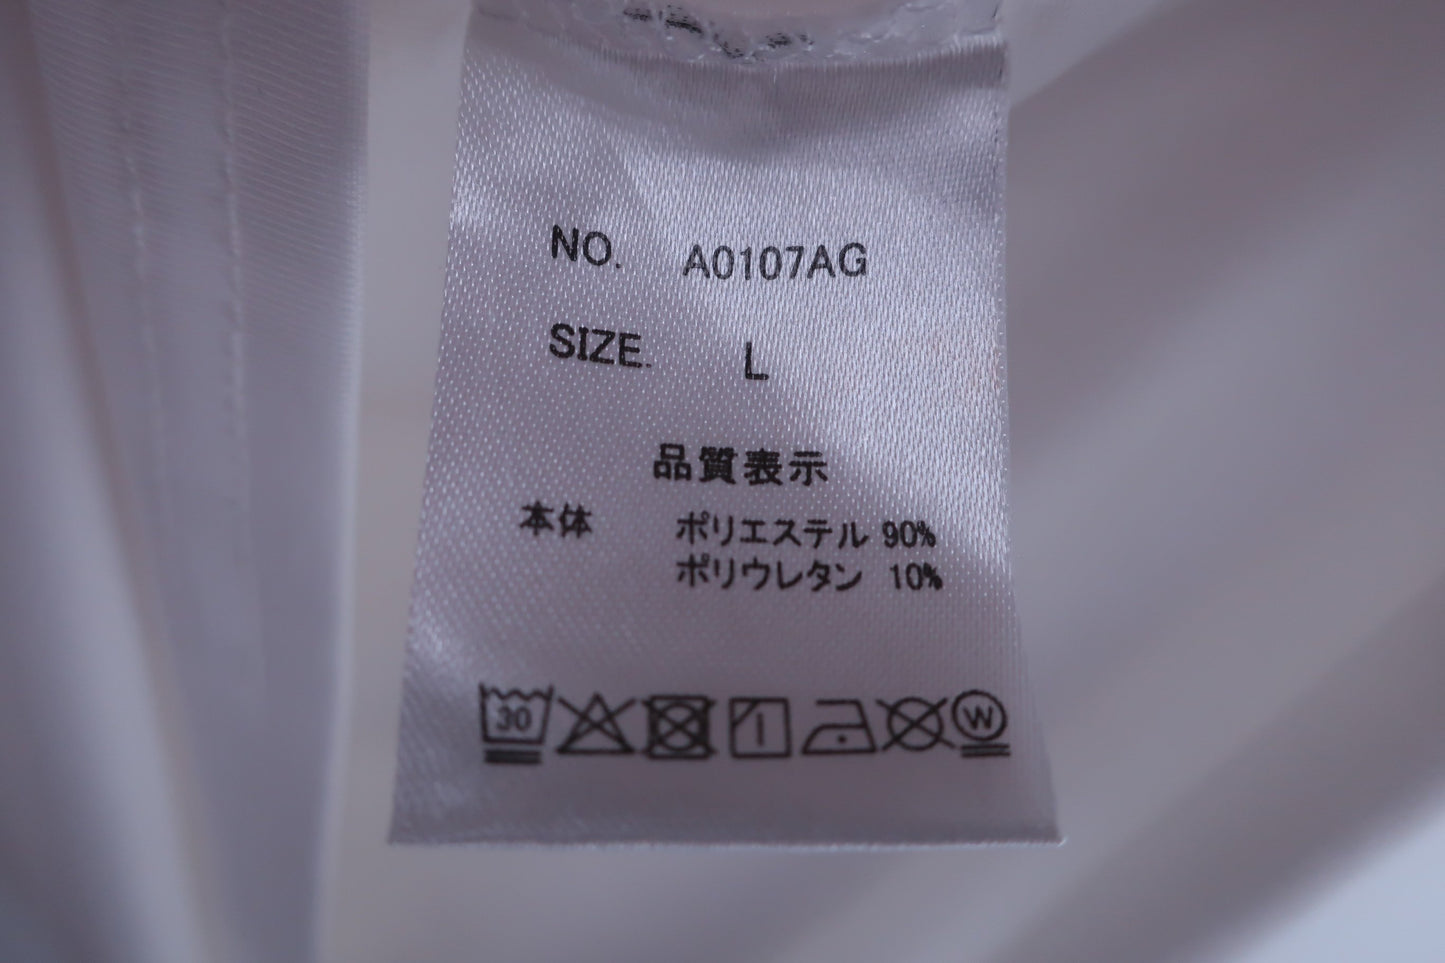 NO. A0107AG
SIZE. L
品質表示
本体 ポリエステル 90%
ポリウレタン 10%
30 W